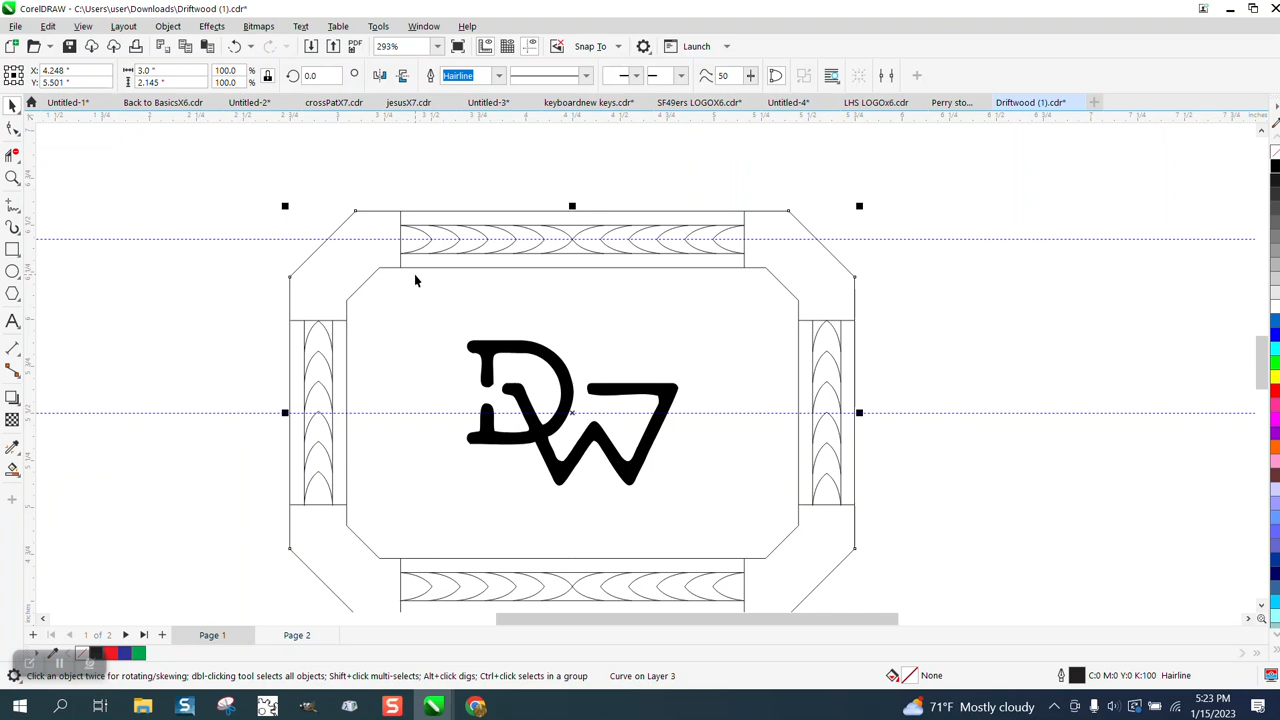 CorelDRAW - C:\Users\user\Downloads\Driftwood (1).cdr*
File Edit View Layout Object Effects Bitmaps Text Table Tools Window Help
293% PDF Snap To Launch
X: 4.248 " 3.0 " 100.0 % 0.0 ° Hairline 50
Y: 5.501 " 2.145 " 100.0 %
Untitled-1* Back to BasicsX6.cdr Untitled-2* crossPatX7.cdr jesusX7.cdr Untitled-3* keyboardnew keys.cdr* SF49ers LOGOx6.cdr* Untitled-4* LHS LOGOx6.cdr Perry sto... Driftwood (1).cdr*
inches
DW
1 of 2 Page 1 Page 2
Click an object twice for rotating/skewing; dbl-clicking tool selects all objects; Shift+click multi-selects; Alt+click digs; Ctrl+click selects in a group Curve on Layer 3 None C:0 M:0 Y:0 K:100 Hairline
71°F Mostly cloudy 5:23 PM
1/15/2023